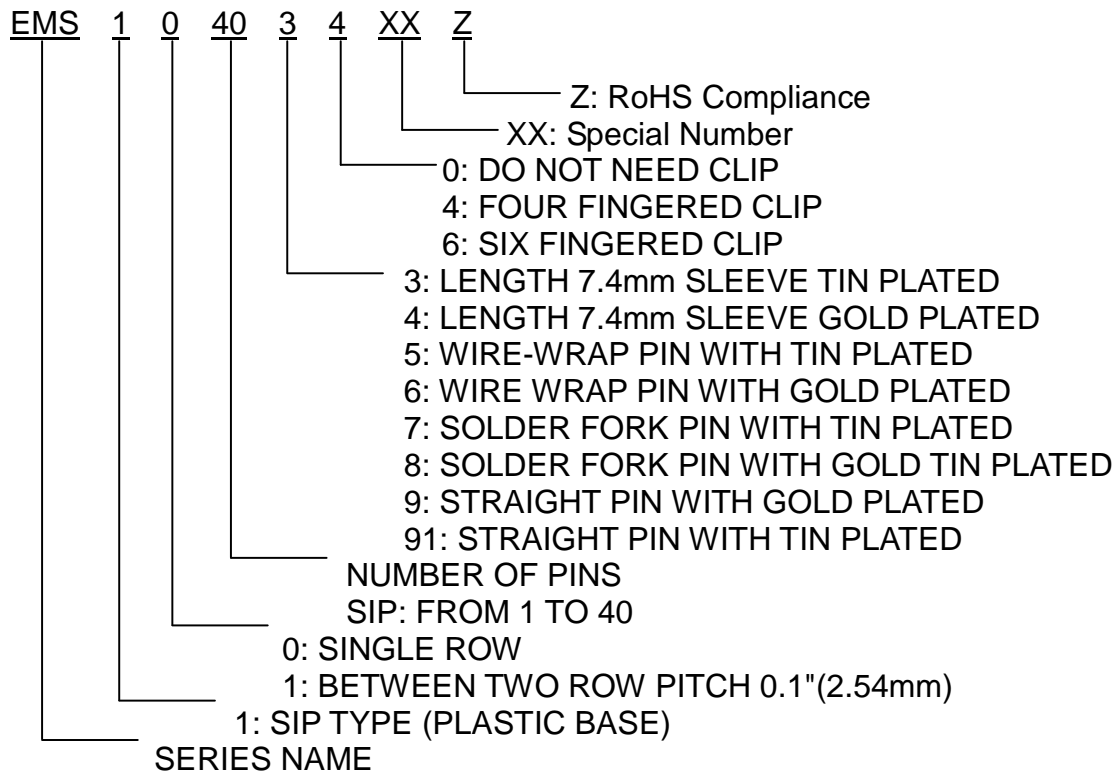 EMS 1 0 40 3 4 XX Z
Z: RoHS Compliance
XX: Special Number
0: DO NOT NEED CLIP
4: FOUR FINGERED CLIP
6: SIX FINGERED CLIP
3: LENGTH 7.4mm SLEEVE TIN PLATED
4: LENGTH 7.4mm SLEEVE GOLD PLATED
5: WIRE-WRAP PIN WITH TIN PLATED
6: WIRE WRAP PIN WITH GOLD PLATED
7: SOLDER FORK PIN WITH TIN PLATED
8: SOLDER FORK PIN WITH GOLD TIN PLATED
9: STRAIGHT PIN WITH GOLD PLATED
91: STRAIGHT PIN WITH TIN PLATED
NUMBER OF PINS
SIP: FROM 1 TO 40
0: SINGLE ROW
1: BETWEEN TWO ROW PITCH 0.1"(2.54mm)
1: SIP TYPE (PLASTIC BASE)
SERIES NAME